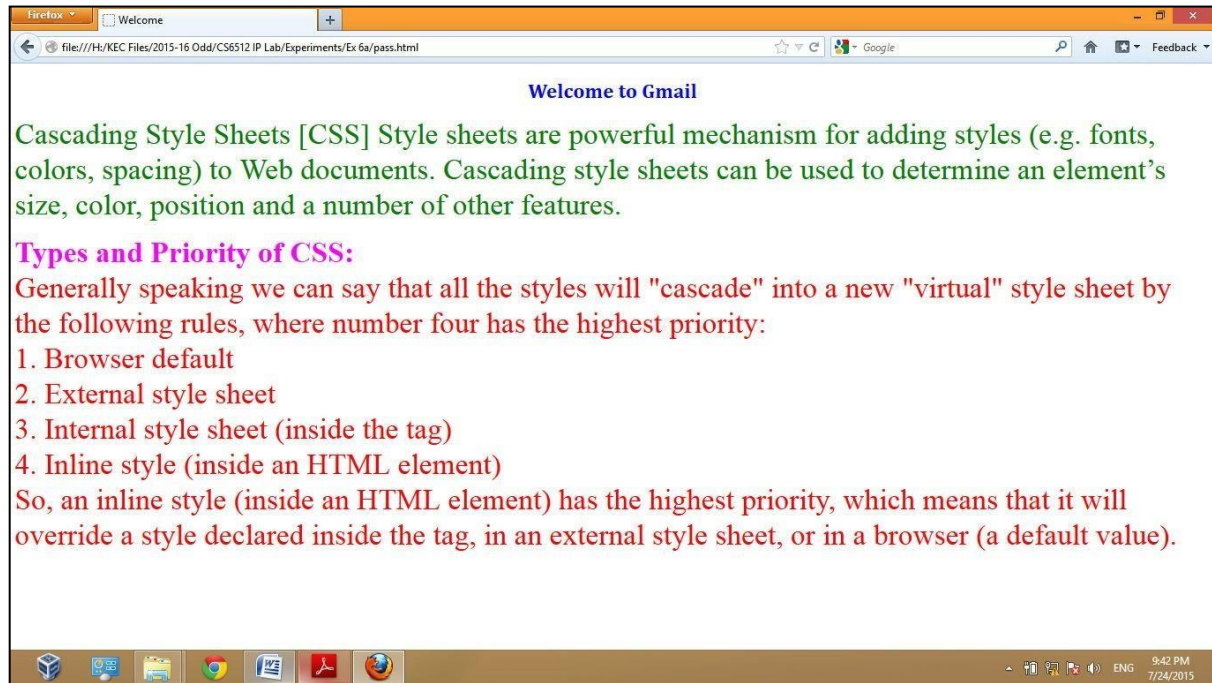 Firefox
Welcome
+
file:///H:/KEC Files/2015-16 Odd/CS6512 IP Lab/Experiments/Ex 6a/pass.html
Google
Feedback
Welcome to Gmail
Cascading Style Sheets [CSS] Style sheets are powerful mechanism for adding styles (e.g. fonts,
colors, spacing) to Web documents. Cascading style sheets can be used to determine an element’s
size, color, position and a number of other features.
Types and Priority of CSS:
Generally speaking we can say that all the styles will "cascade" into a new "virtual" style sheet by
the following rules, where number four has the highest priority:
1. Browser default
2. External style sheet
3. Internal style sheet (inside the tag)
4. Inline style (inside an HTML element)
So, an inline style (inside an HTML element) has the highest priority, which means that it will
override a style declared inside the tag, in an external style sheet, or in a browser (a default value).
ENG
9:42 PM
7/24/2015